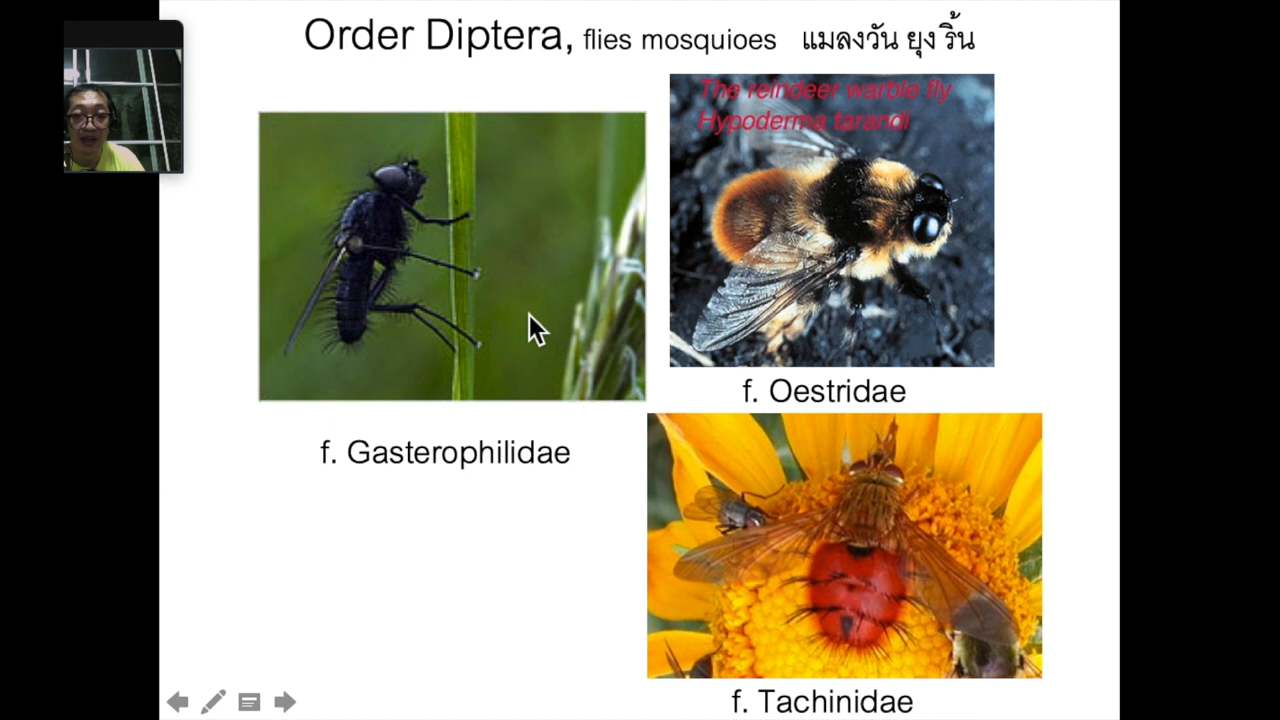 Order Diptera, flies mosquioes แมลงวัน ยุง ริ้น
The reindeer warble fly
Hypoderma tarandi
f. Oestridae
f. Gasterophilidae
f. Tachinidae